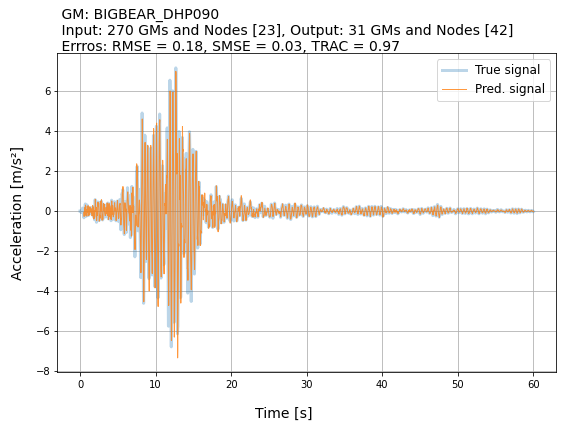 GM: BIGBEAR_DHP090
Input: 270 GMs and Nodes [23], Output: 31 GMs and Nodes [42]
Errros: RMSE = 0.18, SMSE = 0.03, TRAC = 0.97
True signal
Pred. signal
Acceleration [m/s²]
6
4
2
0
−2
−4
−6
−8
0 10 20 30 40 50 60
Time [s]